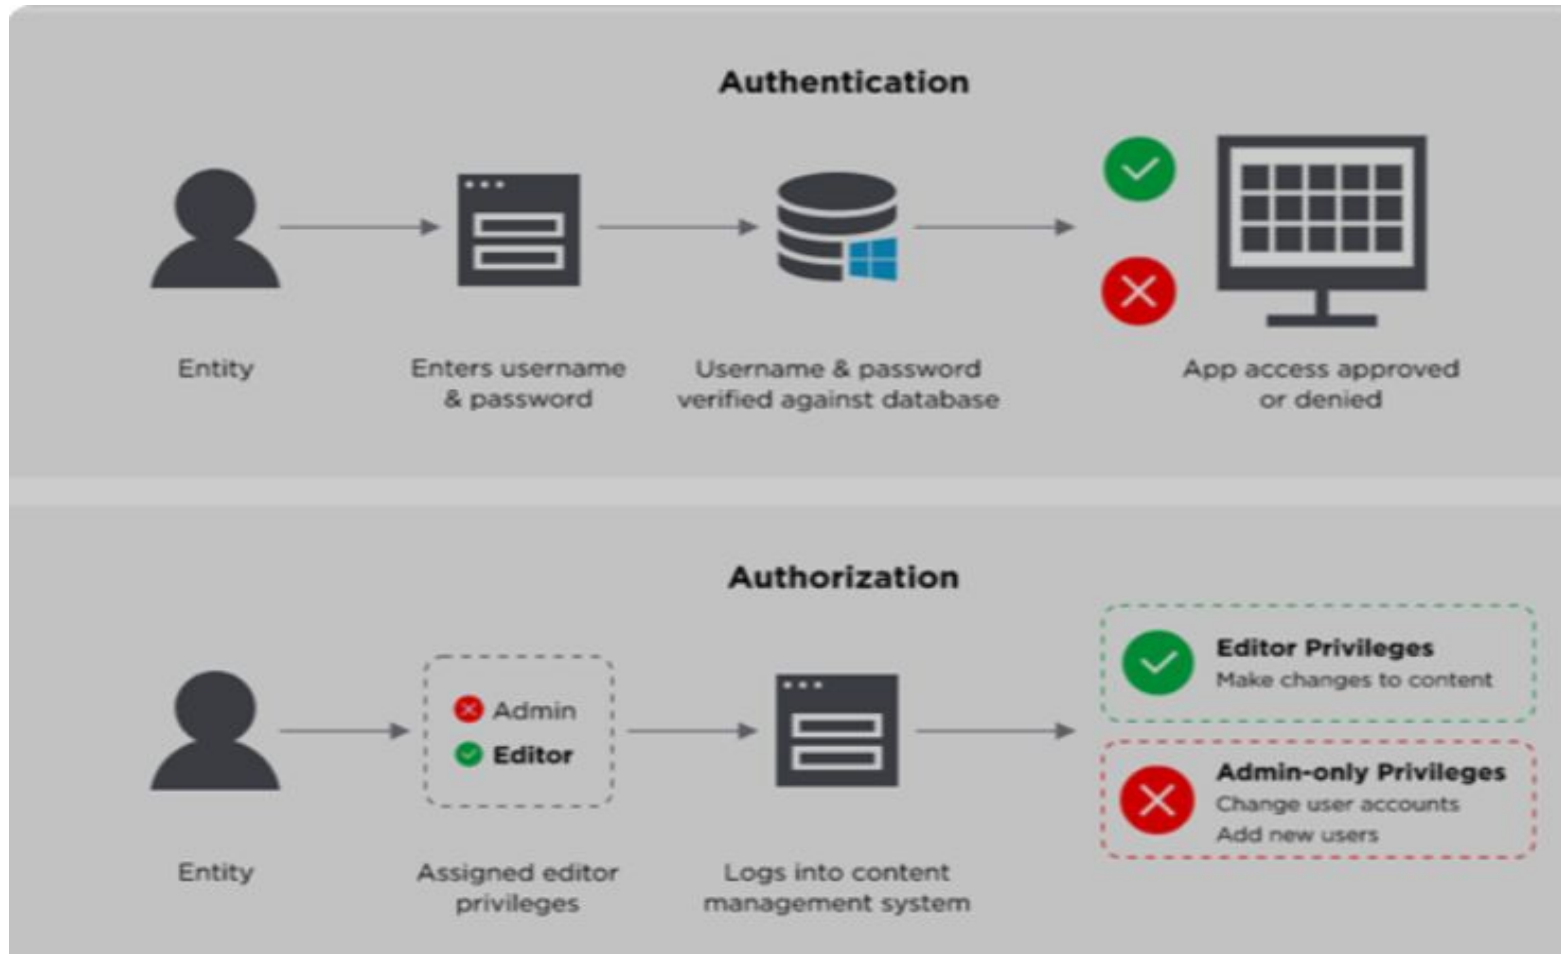 Authentication
Entity
Enters username
& password
Username & password
verified against database
App access approved
or denied
Authorization
Admin
Editor
Editor Privileges
Make changes to content
Admin-only Privileges
Change user accounts
Add new users
Entity
Assigned editor
privileges
Logs into content
management system